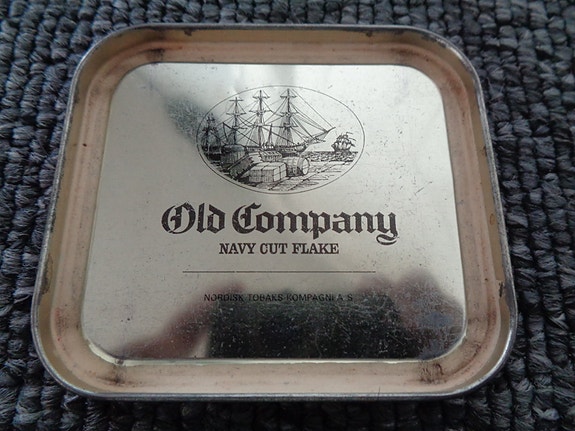 Old Company
NAVY CUT FLAKE
NORDISK TOBAKS KOMPAGNI A S